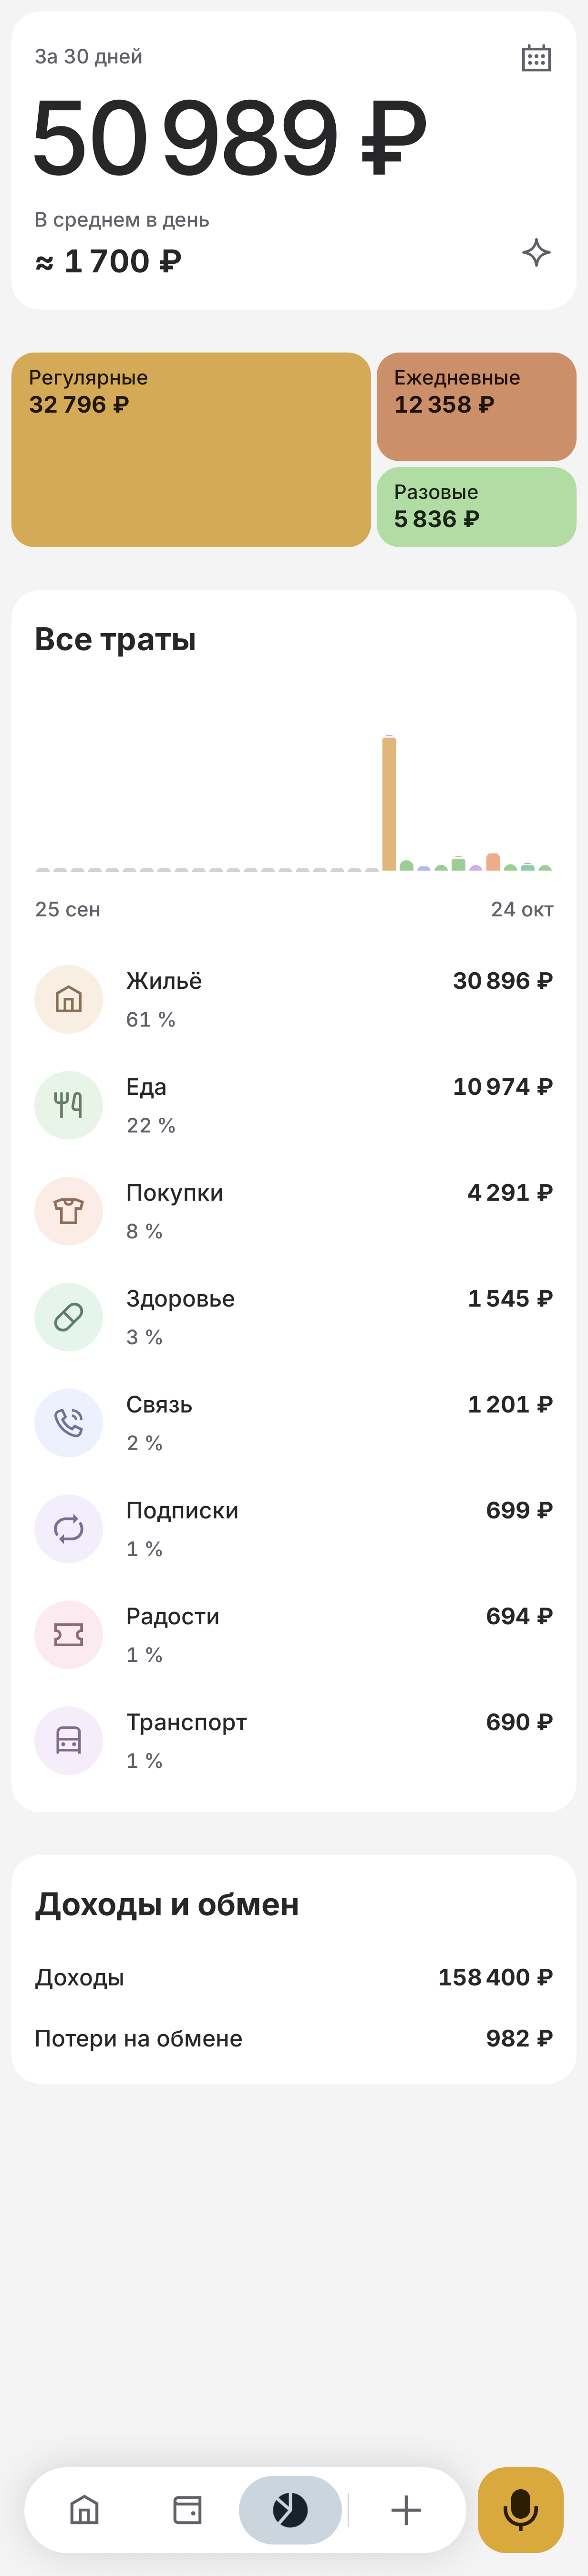 За 30 дней
50 989 ₽
В среднем в день
≈ 1 700 ₽
Регулярные
32 796 ₽
Ежедневные
12 358 ₽
Разовые
5 836 ₽
Все траты
25 сен
24 окт
Жильё
30 896 ₽
61 %
Еда
10 974 ₽
22 %
Покупки
4 291 ₽
8 %
Здоровье
1 545 ₽
3 %
Связь
1 201 ₽
2 %
Подписки
699 ₽
1 %
Радости
694 ₽
1 %
Транспорт
690 ₽
1 %
Доходы и обмен
Доходы
158 400 ₽
Потери на обмене
982 ₽